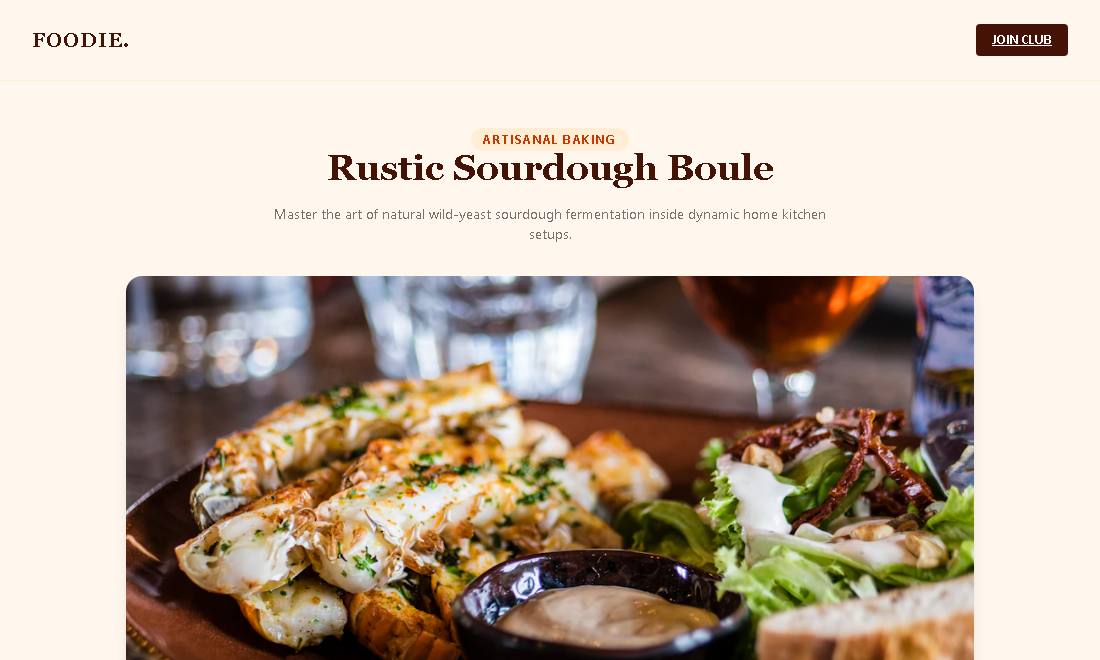 FOODIE.
JOIN CLUB
ARTISANAL BAKING
Rustic Sourdough Boule
Master the art of natural wild-yeast sourdough fermentation inside dynamic home kitchen
setups.